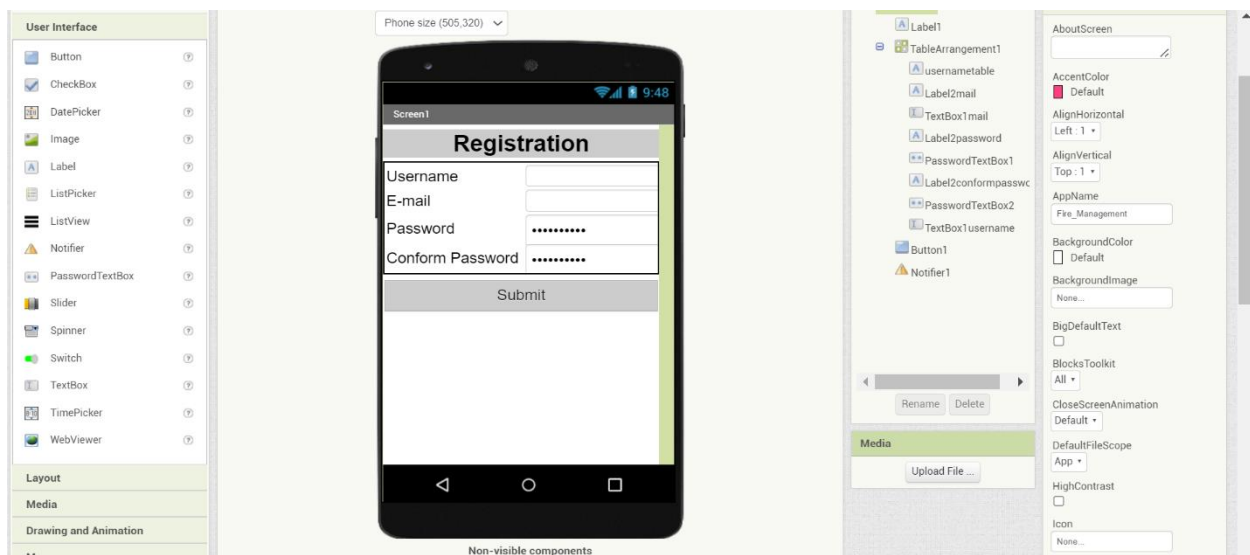 User Interface
Button
CheckBox
DatePicker
Image
Label
ListPicker
ListView
Notifier
PasswordTextBox
Slider
Spinner
Switch
TextBox
TimePicker
WebViewer
Layout
Media
Drawing and Animation
Phone size (505,320)
9:48
Screen1
Registration
Username
E-mail
Password
Conform Password
Submit
Non-visible components
Label1
TableArrangement1
usernametable
Label2mail
TextBox1mail
Label2password
PasswordTextBox1
Label2conformpasswc
PasswordTextBox2
TextBox1username
Button1
Notifier1
Rename Delete
Media
Upload File ...
AboutScreen
AccentColor
Default
AlignHorizontal
Left : 1
AlignVertical
Top : 1
AppName
Fire_Management
BackgroundColor
Default
BackgroundImage
None...
BigDefaultText
BlocksToolkit
All
CloseScreenAnimation
Default
DefaultFileScope
App
HighContrast
Icon
None...